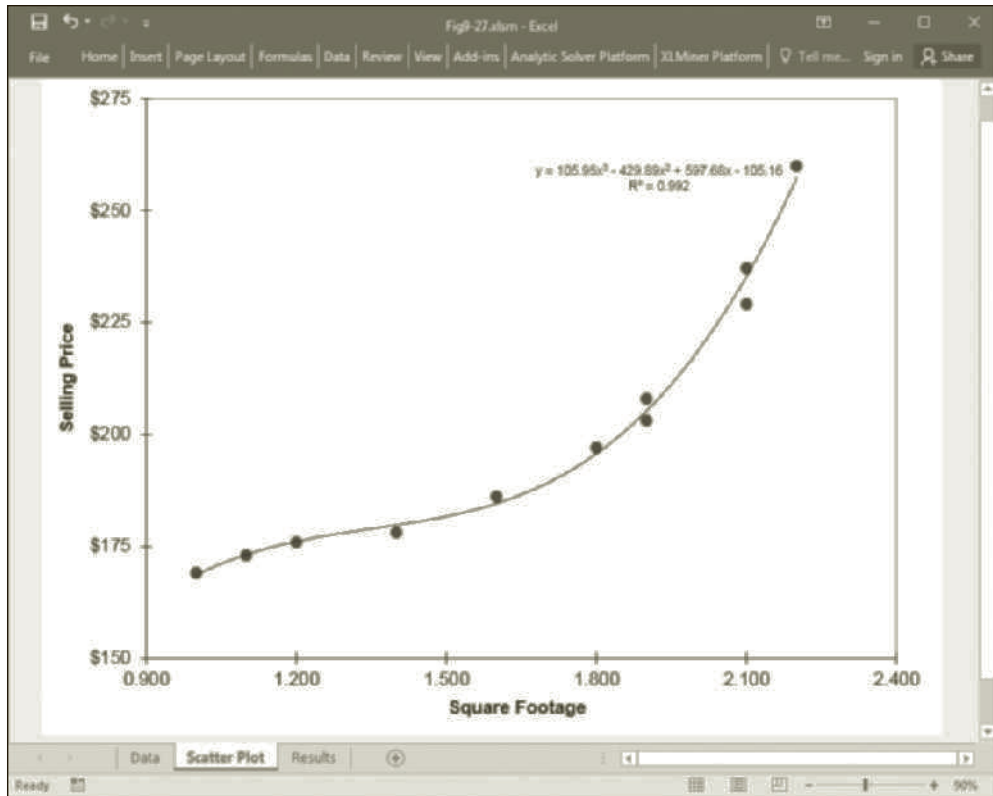 Fig9-27.xlsm - Excel
File Home Insert Page Layout Formulas Data Review View Add-ins Analytic Solver Platform XLMiner Platform Tell me... Sign in Share
$275
y = 105.95x³ - 429.89x² + 597.68x - 105.16
R² = 0.992
$250
$225
Selling Price
$200
$175
$150
0.900 1.200 1.500 1.800 2.100 2.400
Square Footage
Data Scatter Plot Results
Ready 90%